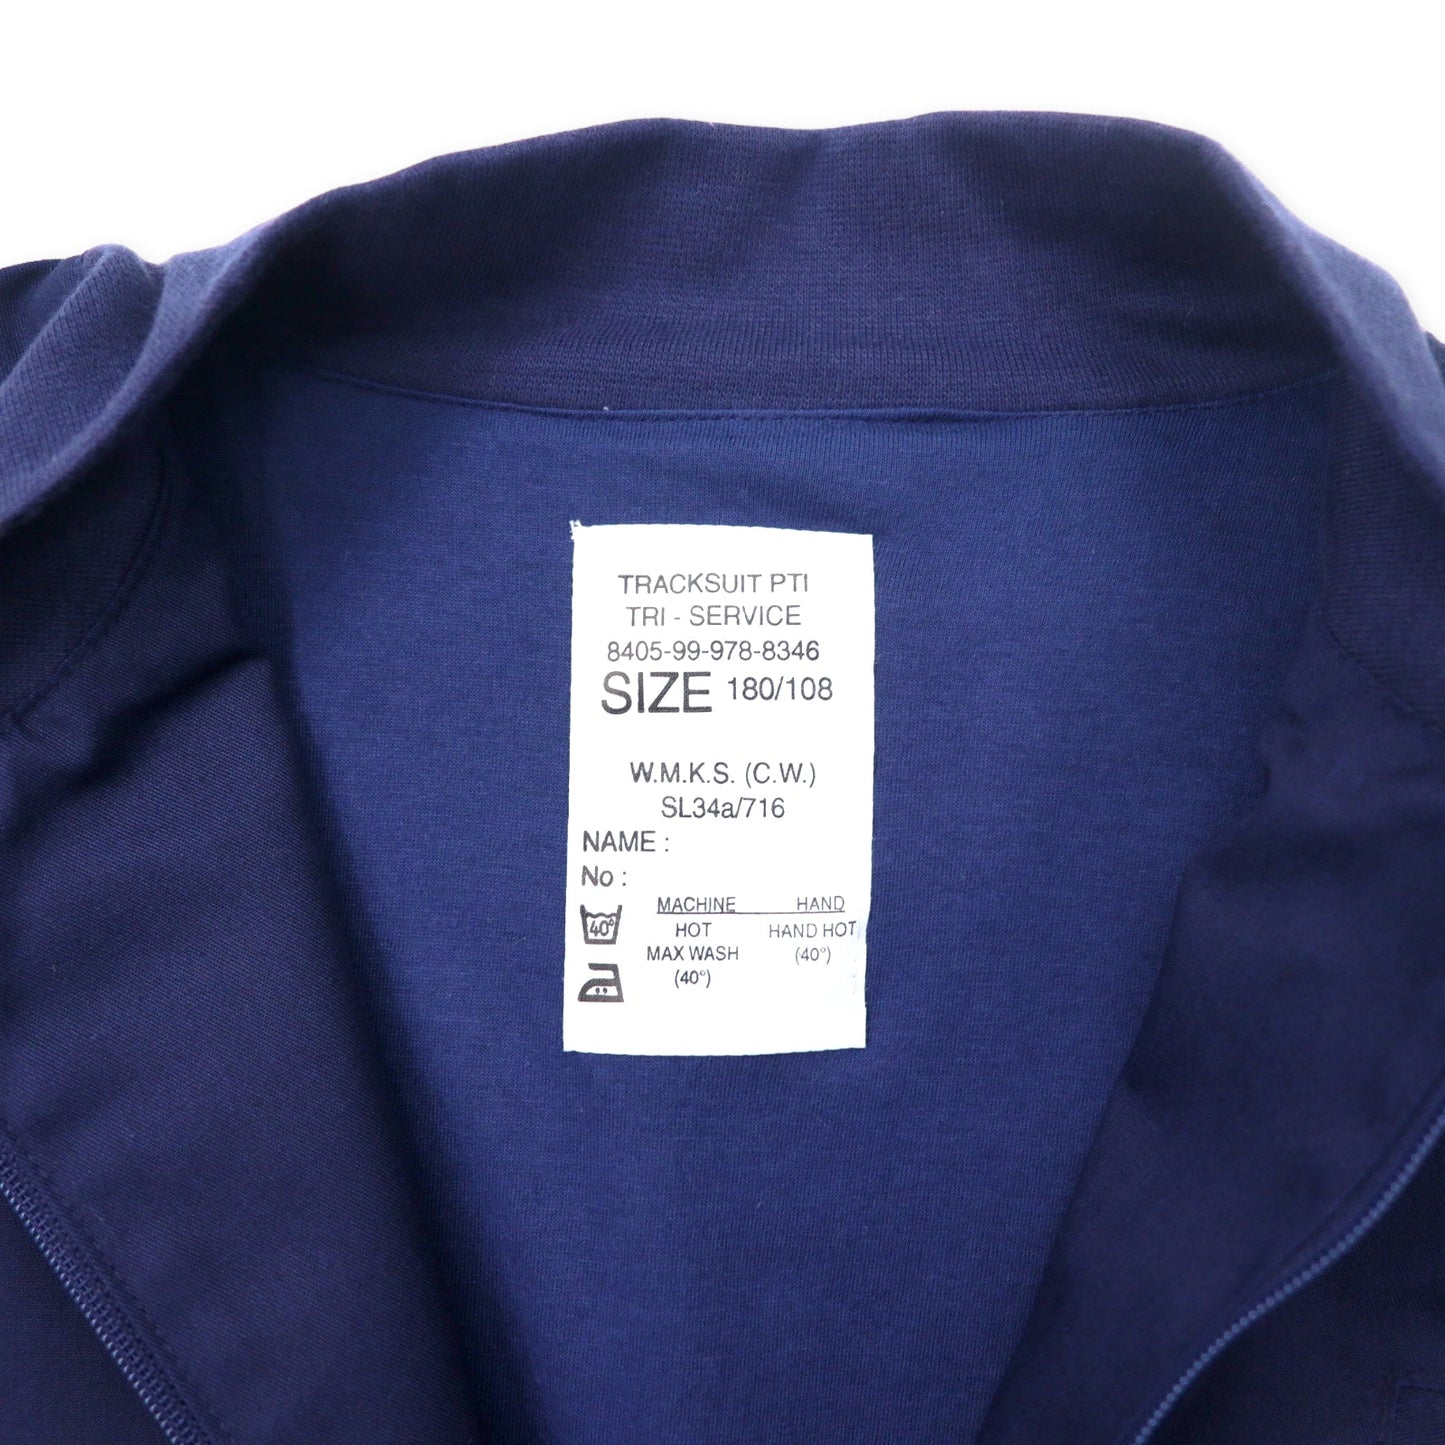 TRACKSUIT PTI
TRI - SERVICE
8405-99-978-8346
SIZE 180/108
W.M.K.S. (C.W.)
SL34a/716
NAME :
No :
MACHINE HAND
40° HOT HAND HOT
MAX WASH (40°)
(40°)